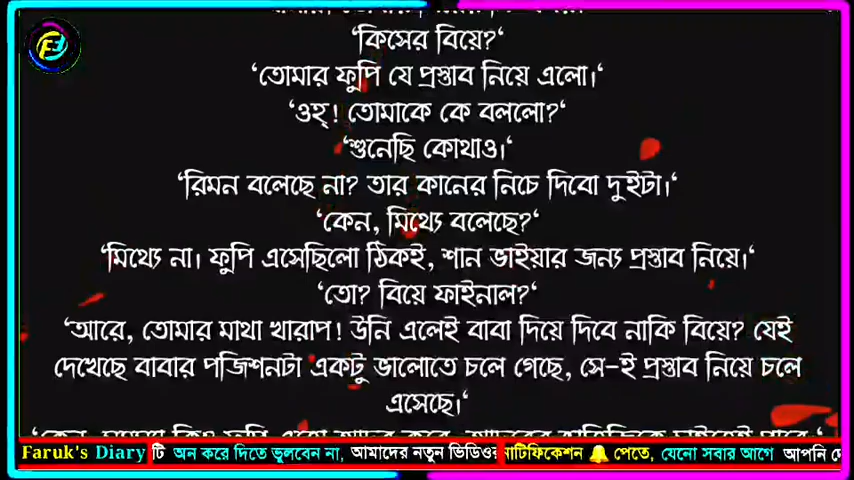 ‘কিসের বিয়ে?‘
‘তোমার ফুপি যে প্রস্তাব নিয়ে এলো।‘
‘ওহ্! তোমাকে কে বললো?‘
‘শুনেছি কোথাও।‘
‘রিমন বলেছে না? তার কানের নিচে দিবো দুইটা।‘
‘কেন, মিথ্যে বলেছে?‘
‘মিথ্যে না। ফুপি এসেছিলো ঠিকই, শান ভাইয়ার জন্য প্রস্তাব নিয়ে।‘
‘তো? বিয়ে ফাইনাল?‘
‘আরে, তোমার মাথা খারাপ! উনি এলেই বাবা দিয়ে দিবে নাকি বিয়ে? যেই
দেখেছে বাবার পজিশনটা একটু ভালোতে চলে গেছে, সে-ই প্রস্তাব নিয়ে চলে
এসেছে।‘
Faruk's Diary টি অন করে দিতে ভুলবেন না, আমাদের নতুন ভিডিওর নোটিফিকেশন 🔔 পেতে, যেনো সবার আগে আপনি